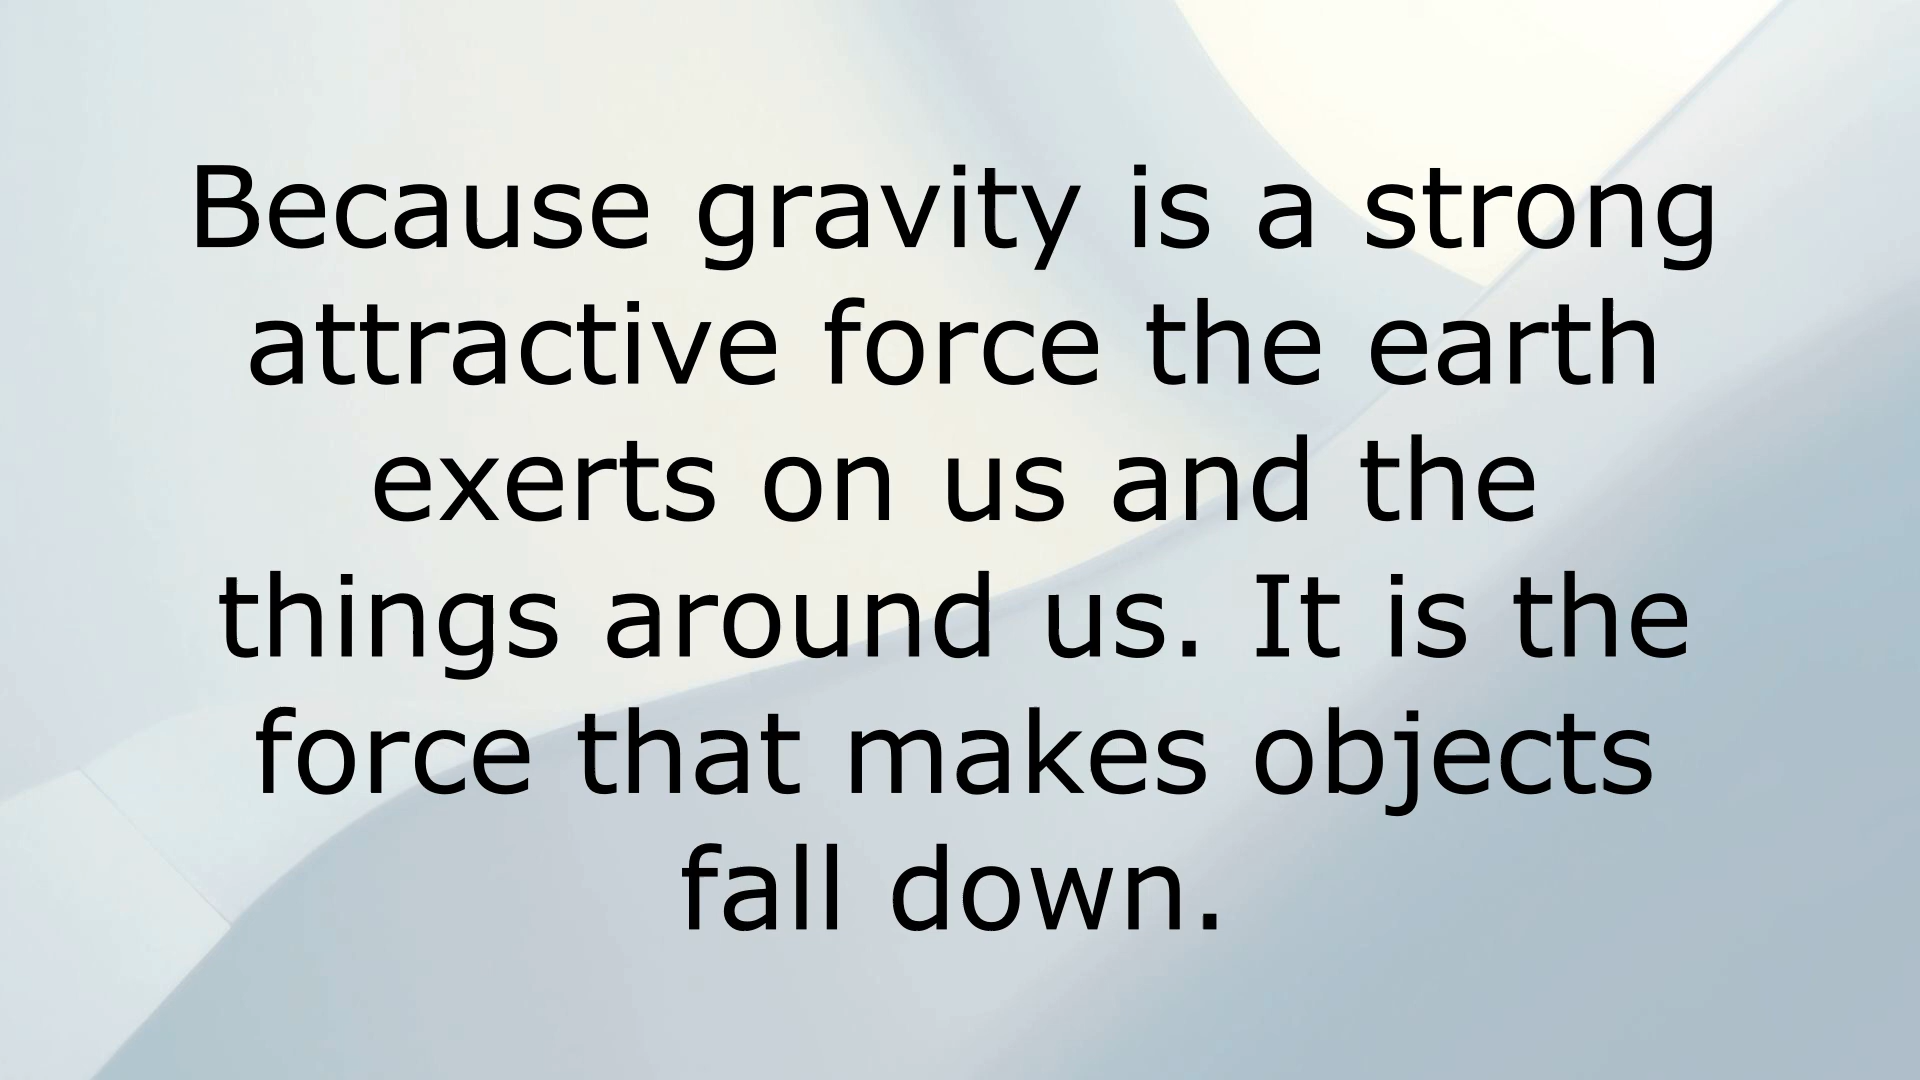 Because gravity is a strong
attractive force the earth
exerts on us and the
things around us. It is the
force that makes objects
fall down.